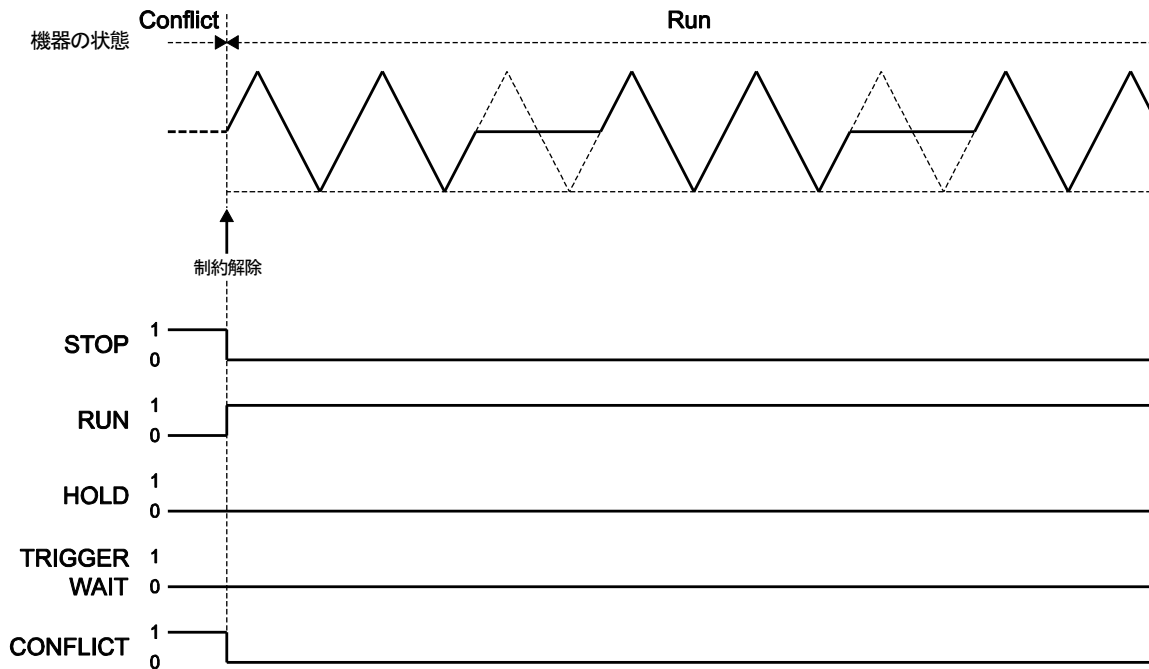 Conflict
Run
機器の状態
制約解除
STOP
1
0
RUN
1
0
HOLD
1
0
TRIGGER
WAIT
1
0
CONFLICT
1
0